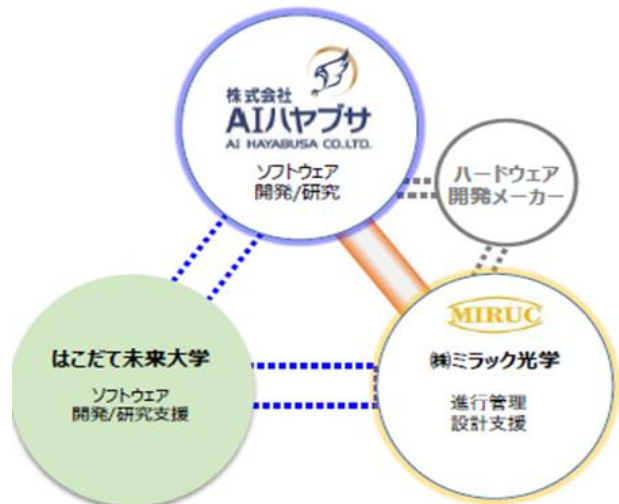 株式会社
AIハヤブサ
AI HAYABUSA CO.LTD.
ソフトウェア
開発/研究
ハードウェア
開発メーカー
はこだて未来大学
ソフトウェア
開発/研究支援
MIRUC
㈱ミラック光学
進行管理
設計支援